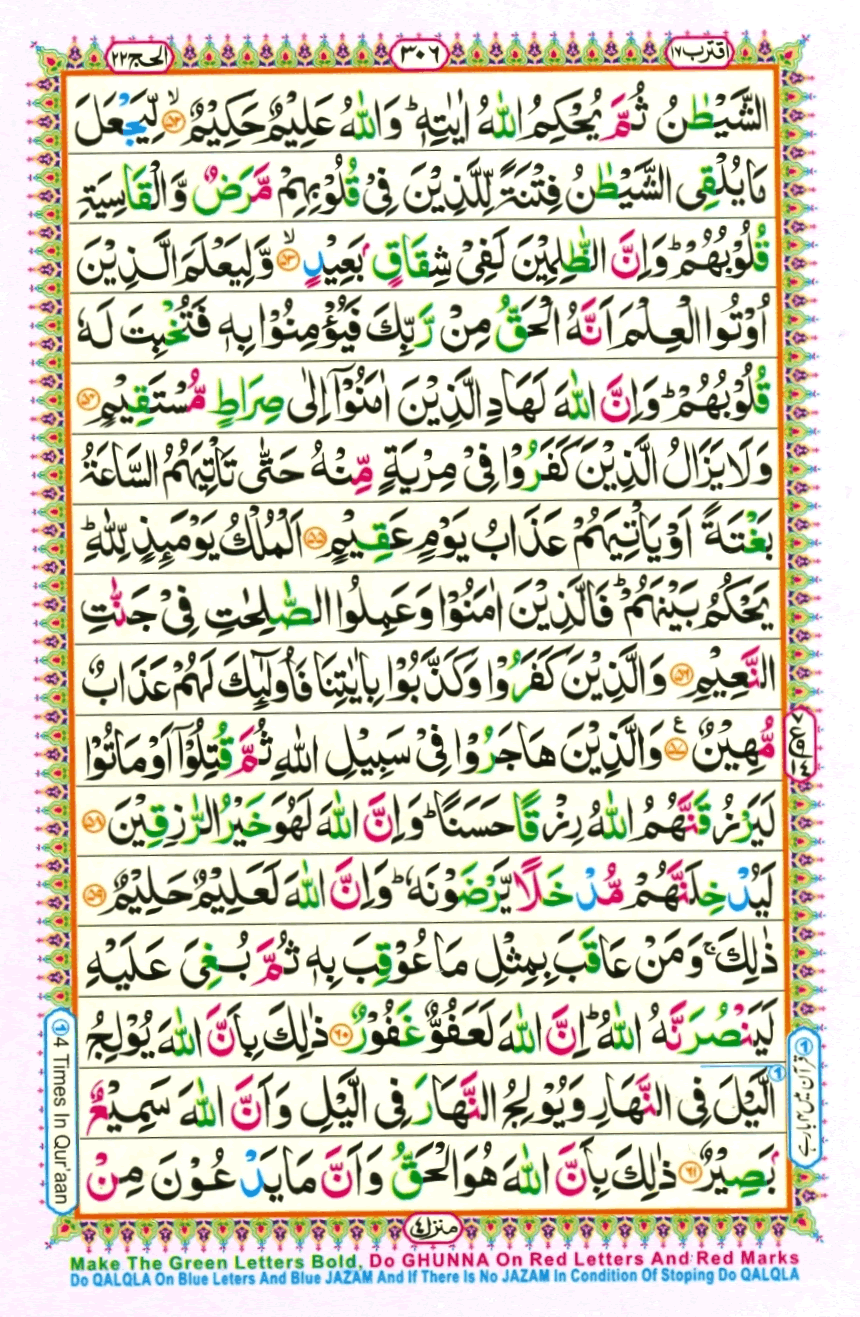 اقترب ١٧
٣٠٦
الحج ٢٢
الشَّيْطٰنُ ثُمَّ يُحْكِمُ اللّٰهُ اٰيٰتِهٖ ؕ وَاللّٰهُ عَلِيْمٌ حَكِيْمٌ ۙ﴿۵۲﴾ لِّيَجْعَلَ
مَا يُلْقِى الشَّيْطٰنُ فِتْنَةً لِّلَّذِيْنَ فِىْ قُلُوْبِهِمْ مَّرَضٌ وَّالْقَاسِيَةِ
قُلُوْبُهُمْ ؕ وَاِنَّ الظّٰلِمِيْنَ لَفِىْ شِقَاقٍۭ بَعِيْدٍ ۙ﴿۵۳﴾ وَّلِيَعْلَمَ الَّذِيْنَ
اُوْتُوا الْعِلْمَ اَنَّهُ الْحَقُّ مِنْ رَّبِّكَ فَيُؤْمِنُوْا بِهٖ فَتُخْبِتَ لَهٗ
قُلُوْبُهُمْ ؕ وَاِنَّ اللّٰهَ لَهَادِ الَّذِيْنَ اٰمَنُوْۤا اِلٰى صِرَاطٍ مُّسْتَقِيْمٍ ﴿۵۴﴾
وَلَا يَزَالُ الَّذِيْنَ كَفَرُوْا فِىْ مِرْيَةٍ مِّنْهُ حَتّٰى تَاْتِيَهُمُ السَّاعَةُ
بَغْتَةً اَوْ يَاْتِيَهُمْ عَذَابُ يَوْمٍ عَقِيْمٍ ﴿۵۵﴾ اَلْمُلْكُ يَوْمَئِذٍ لِّلّٰهِ ؕ
يَحْكُمُ بَيْنَهُمْ ؕ فَالَّذِيْنَ اٰمَنُوْا وَعَمِلُوا الصّٰلِحٰتِ فِىْ جَنّٰتِ
النَّعِيْمِ ﴿۵۶﴾ وَالَّذِيْنَ كَفَرُوْا وَكَذَّبُوْا بِاٰيٰتِنَا فَاُولٰٓئِكَ لَهُمْ عَذَابٌ
مُّهِيْنٌ ﴿۵۷﴾ ع وَالَّذِيْنَ هَاجَرُوْا فِىْ سَبِيْلِ اللّٰهِ ثُمَّ قُتِلُوْۤا اَوْ مَاتُوْا
لَيَرْزُقَنَّهُمُ اللّٰهُ رِزْقًا حَسَنًا ؕ وَاِنَّ اللّٰهَ لَهُوَ خَيْرُ الرّٰزِقِيْنَ ﴿۵۸﴾
لَيُدْخِلَنَّهُمْ مُّدْخَلًا يَّرْضَوْنَهٗ ؕ وَاِنَّ اللّٰهَ لَعَلِيْمٌ حَلِيْمٌ ﴿۵۹﴾
ذٰلِكَ ۚ وَمَنْ عَاقَبَ بِمِثْلِ مَا عُوْقِبَ بِهٖ ثُمَّ بُغِىَ عَلَيْهِ
لَيَنْصُرَنَّهُ اللّٰهُ ؕ اِنَّ اللّٰهَ لَعَفُوٌّ غَفُوْرٌ ﴿۶۰﴾ ذٰلِكَ بِاَنَّ اللّٰهَ يُوْلِجُ
الَّيْلَ فِى النَّهَارِ وَيُوْلِجُ النَّهَارَ فِى الَّيْلِ وَاَنَّ اللّٰهَ سَمِيْعٌۢ
بَصِيْرٌ ﴿۶۱﴾ ذٰلِكَ بِاَنَّ اللّٰهَ هُوَ الْحَقُّ وَاَنَّ مَا يَدْعُوْنَ مِنْ
① 4 Times In Qur'aan
منزل ٤
Make The Green Letters Bold, Do GHUNNA On Red Letters And Red Marks
Do QALQLA On Blue Leters And Blue JAZAM And If There Is No JAZAM In Condition Of Stoping Do QALQLA